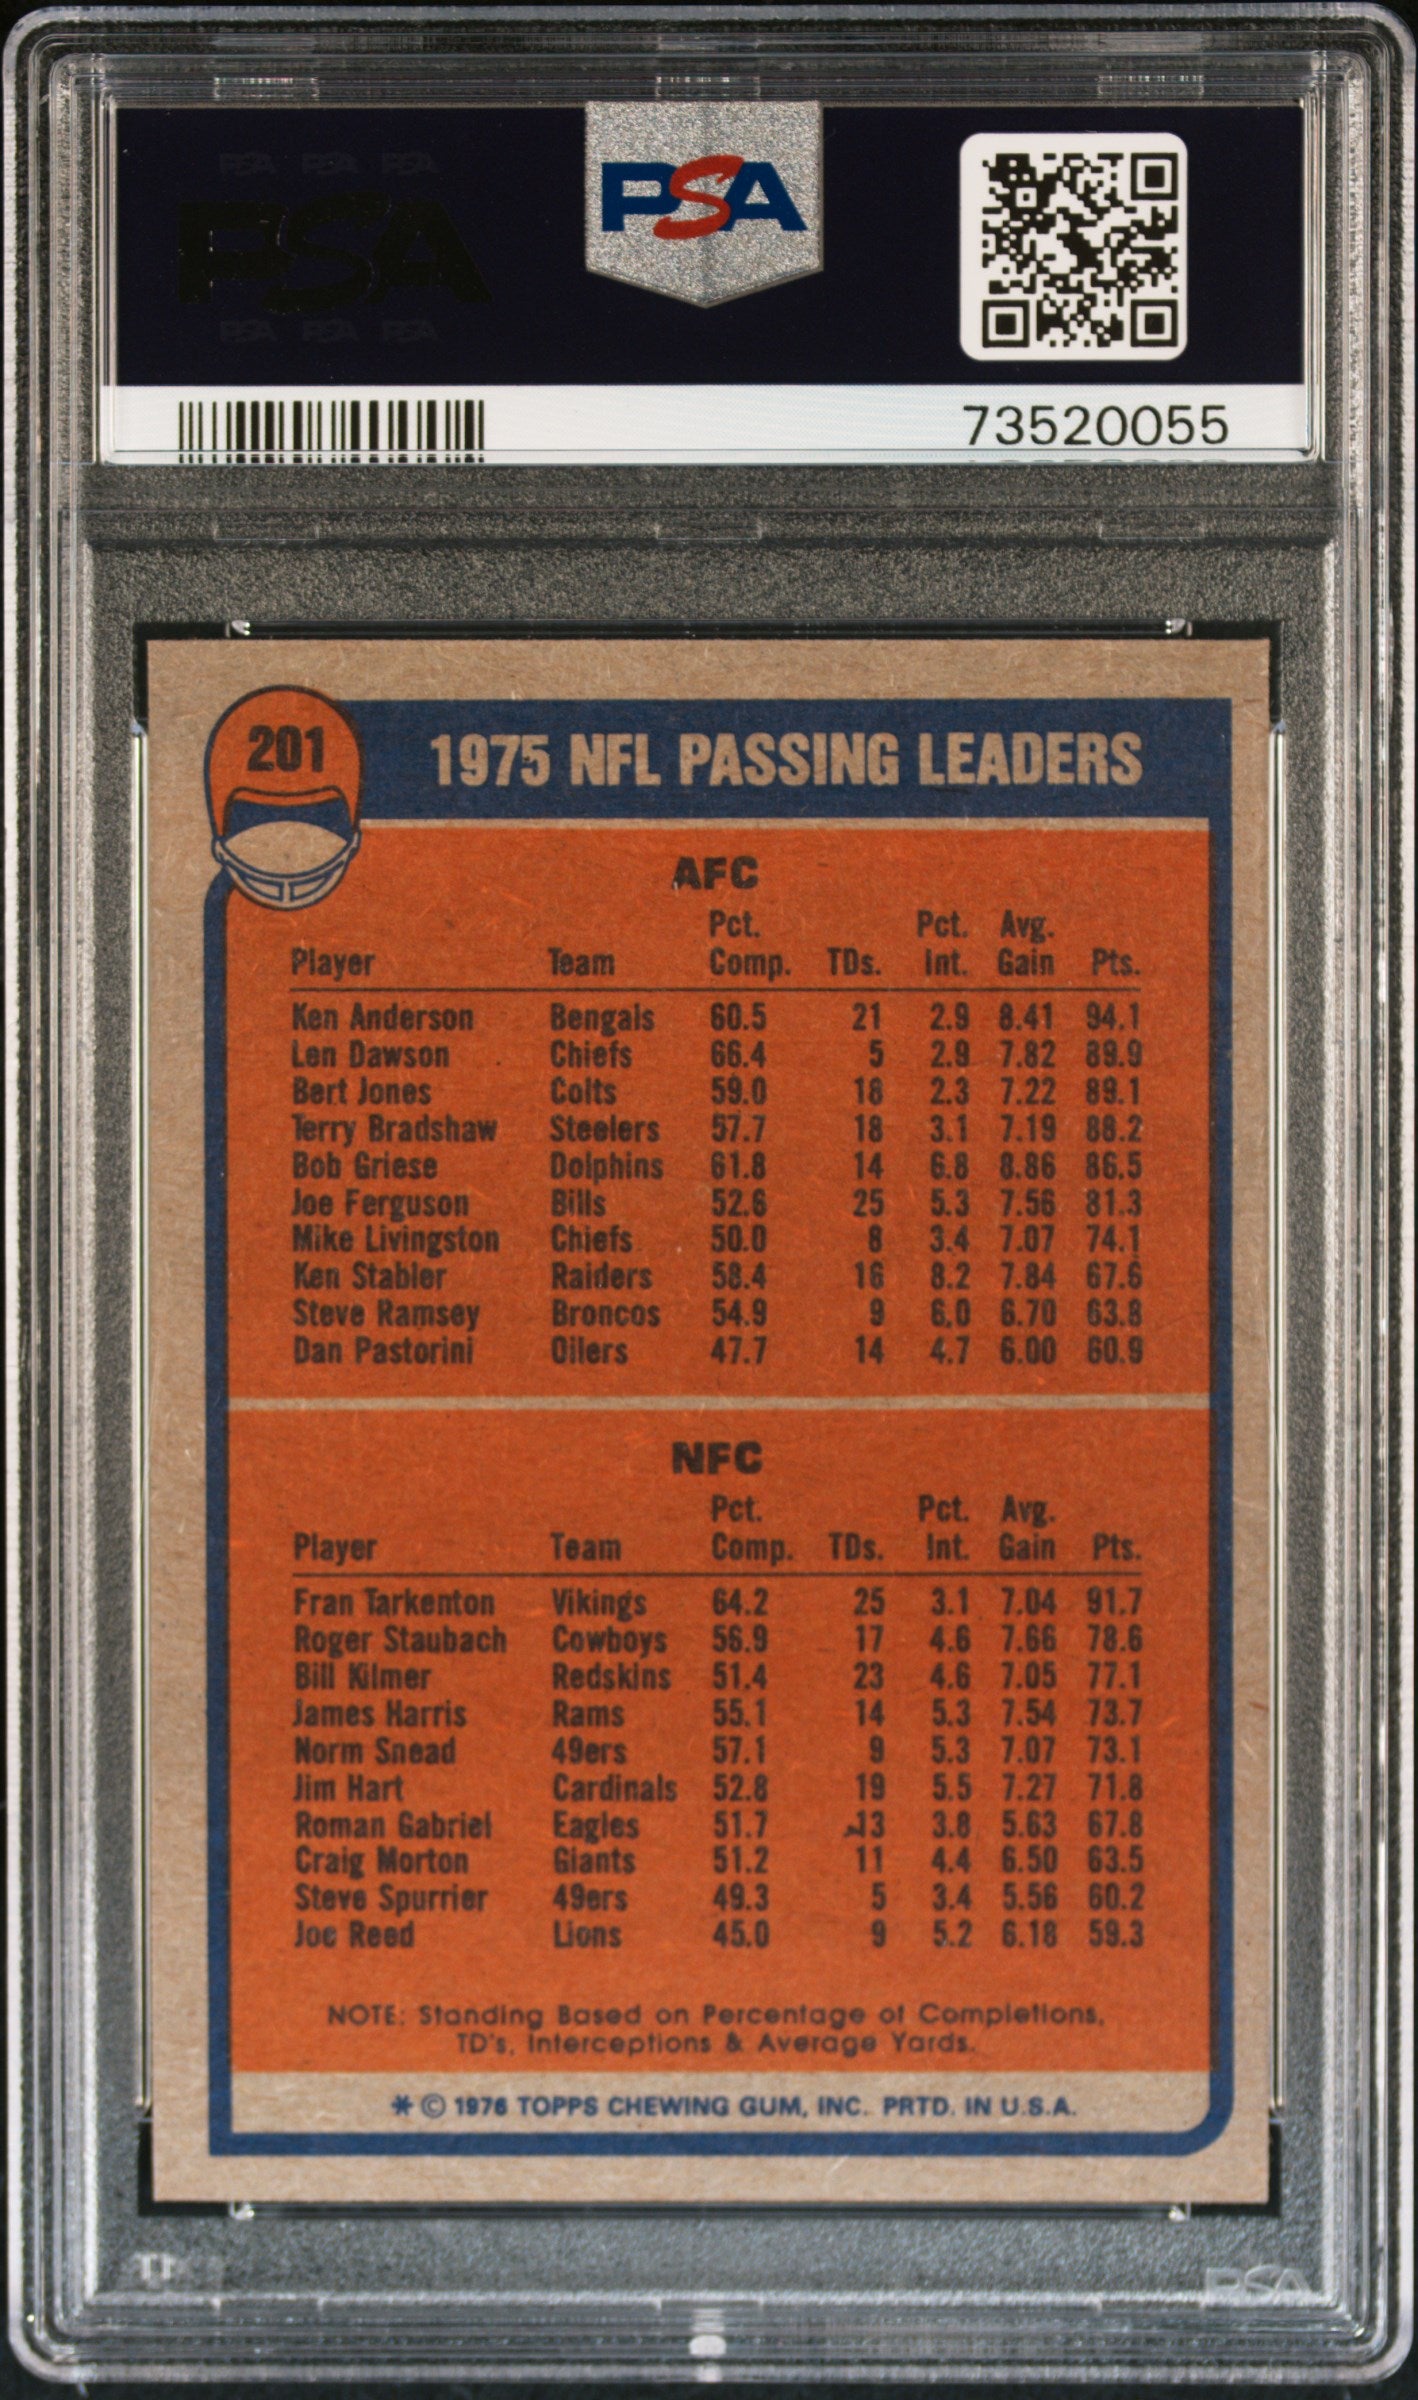 PSA PSA PSA
PSA
PSA PSA PSA
PSA
73520055
201
1975 NFL PASSING LEADERS
AFC
Player Team Pct. Comp. TDs. Pct. Int. Avg. Gain Pts.
Ken Anderson Bengals 60.5 21 2.9 8.41 94.1
Len Dawson Chiefs 66.4 5 2.9 7.82 89.9
Bert Jones Colts 59.0 18 2.3 7.22 89.1
Terry Bradshaw Steelers 57.7 18 3.1 7.19 88.2
Bob Griese Dolphins 61.8 14 6.8 8.86 86.5
Joe Ferguson Bills 52.6 25 5.3 7.56 81.3
Mike Livingston Chiefs 50.0 8 3.4 7.07 74.1
Ken Stabler Raiders 58.4 16 8.2 7.84 67.6
Steve Ramsey Broncos 54.9 9 6.0 6.70 63.8
Dan Pastorini Oilers 47.7 14 4.7 6.00 60.9
NFC
Player Team Pct. Comp. TDs. Pct. Int. Avg. Gain Pts.
Fran Tarkenton Vikings 64.2 25 3.1 7.04 91.7
Roger Staubach Cowboys 56.9 17 4.6 7.66 78.6
Bill Kilmer Redskins 51.4 23 4.6 7.05 77.1
James Harris Rams 55.1 14 5.3 7.54 73.7
Norm Snead 49ers 57.1 9 5.3 7.07 73.1
Jim Hart Cardinals 52.8 19 5.5 7.27 71.8
Roman Gabriel Eagles 51.7 13 3.8 5.63 67.8
Craig Morton Giants 51.2 11 4.4 6.50 63.5
Steve Spurrier 49ers 49.3 5 3.4 5.56 60.2
Joe Reed Lions 45.0 9 5.2 6.18 59.3
NOTE: Standing Based on Percentage of Completions,
TD's, Interceptions & Average Yards.
* © 1976 TOPPS CHEWING GUM, INC. PRTD. IN U.S.A.
PSA